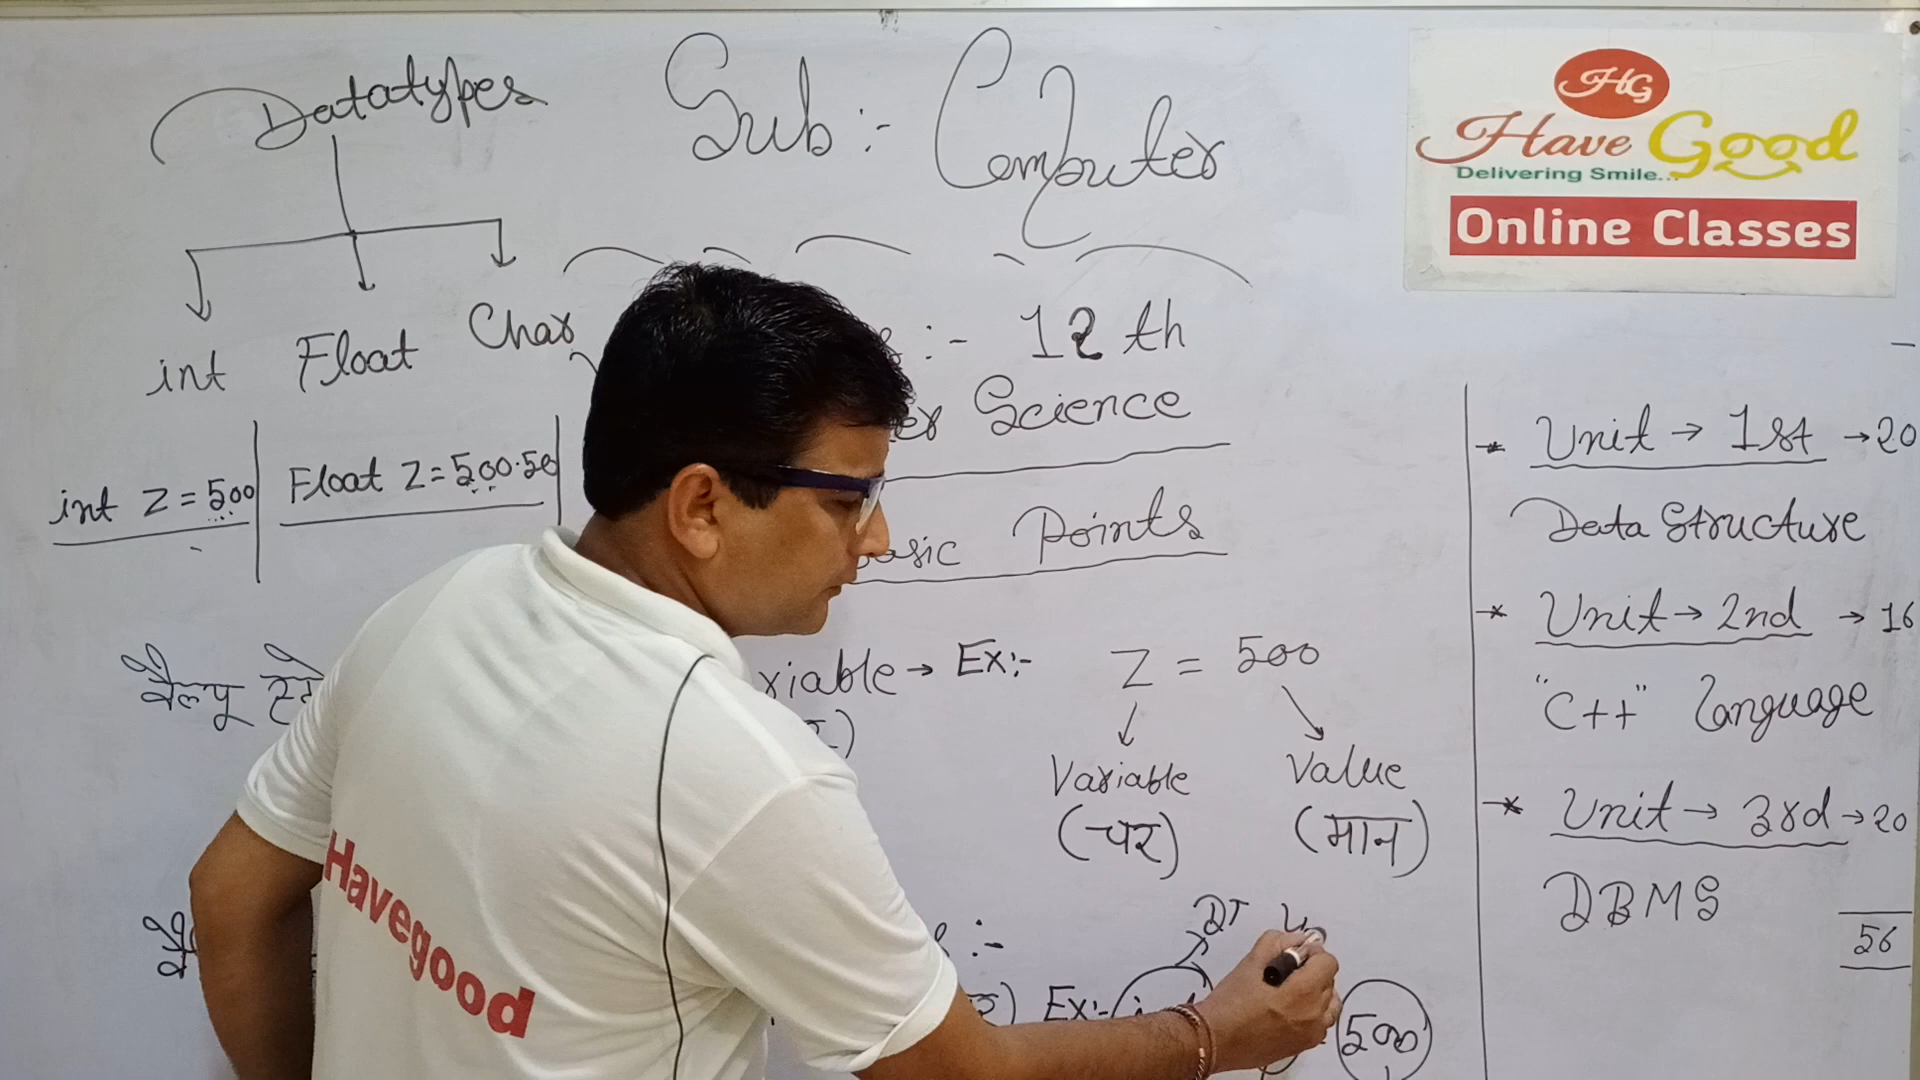 Datatypes
int Float Char
int Z = 500
Float Z = 500.50
Sub :- Computer
:- 12 th
Science
Basic Points
वैल्यू
→ Ex:- Z = 500
Variable
(चर)
Value
(मान)
:-
DT
Ex:-
500
HG
Have Good
Delivering Smile...
Online Classes
* Unit → 1st → 20
Data Structure
* Unit → 2nd → 16
"C++" Language
* Unit → 3rd → 20
DBMS
56
Havegood